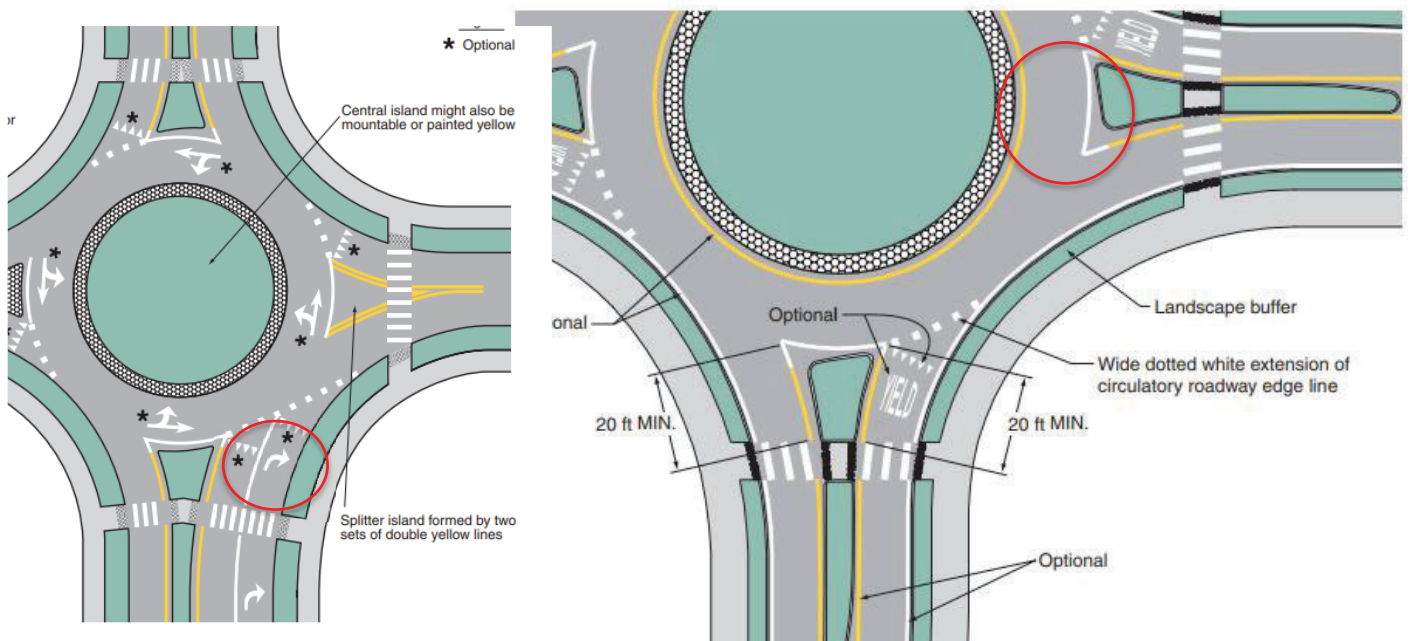 * Optional
or
Central island might also be
mountable or painted yellow
*
*
*
*
*
*
*
*
*
Splitter island formed by two
sets of double yellow lines
YIELD
onal
Optional
Landscape buffer
Wide dotted white extension of
circulatory roadway edge line
YIELD
20 ft MIN.
20 ft MIN.
Optional